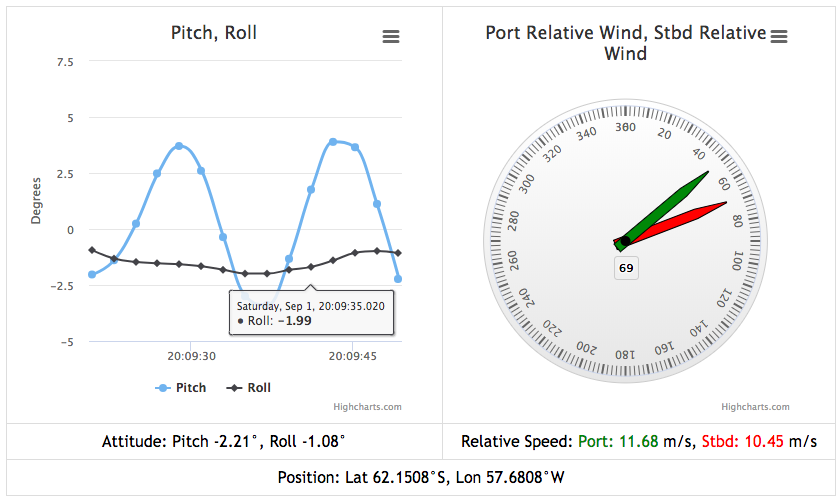 Pitch, Roll
7.5
5
2.5
0
−2.5
−5
Degrees
Saturday, Sep 1, 20:09:35.020
● Roll: −1.99
20:09:30
20:09:45
Pitch
Roll
Highcharts.com
Port Relative Wind, Stbd Relative
Wind
300
20
40
60
80
100
120
140
160
180
200
220
240
260
280
300
320
340
69
Highcharts.com
Attitude: Pitch -2.21°, Roll -1.08°
Relative Speed: Port: 11.68 m/s, Stbd: 10.45 m/s
Position: Lat 62.1508°S, Lon 57.6808°W